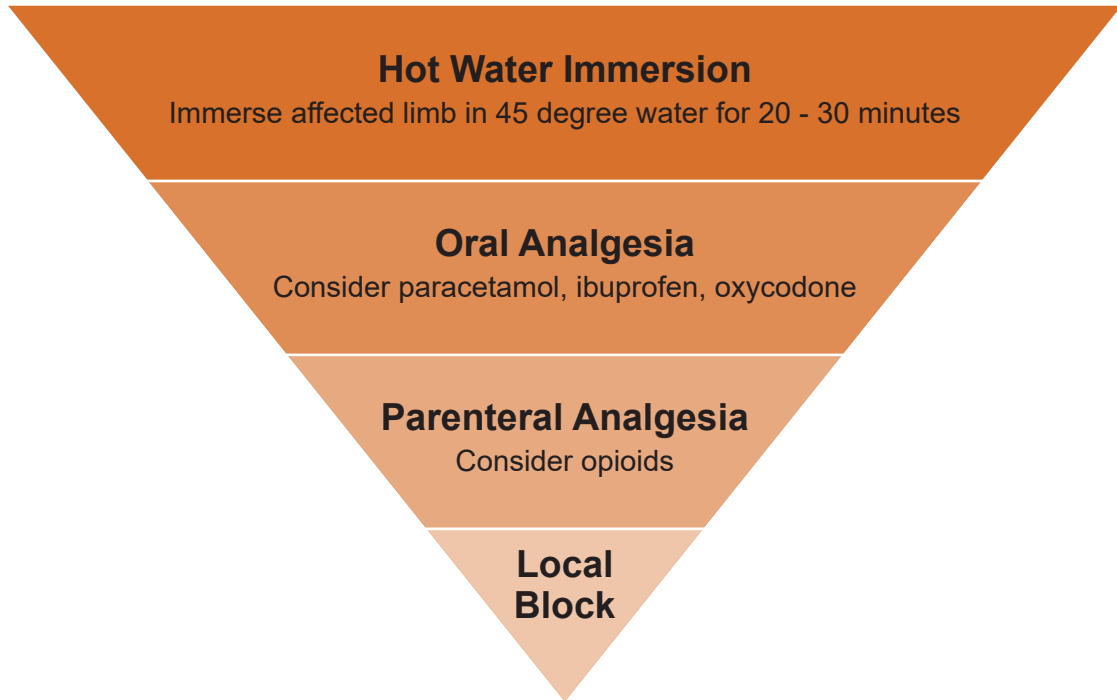 Hot Water Immersion
Immerse affected limb in 45 degree water for 20 - 30 minutes
Oral Analgesia
Consider paracetamol, ibuprofen, oxycodone
Parenteral Analgesia
Consider opioids
Local
Block